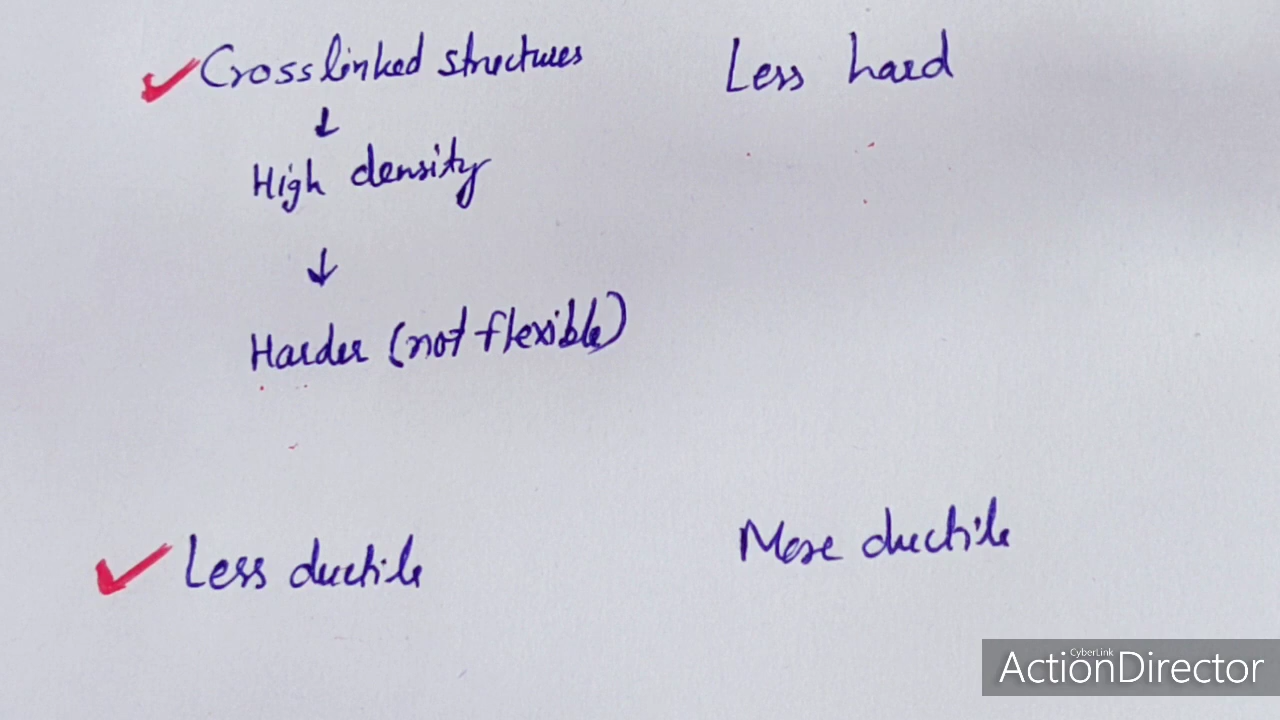 Crosslinked structures
Less hard
↓
High density
↓
Harder (not flexible)
Less ductile
More ductile
CyberLink
ActionDirector